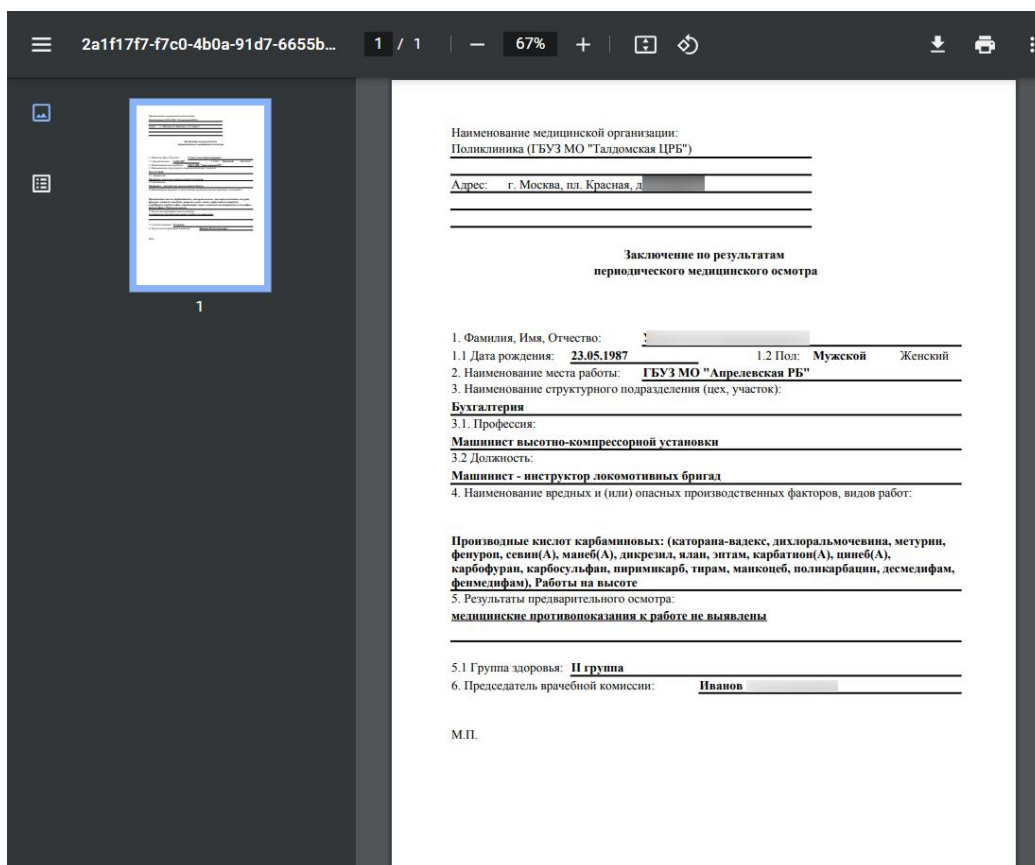 2a1f17f7-f7c0-4b0a-91d7-6655b...
1 / 1
67%
1
Наименование медицинской организации:
Поликлиника (ГБУЗ МО "Талдомская ЦРБ")
Адрес: г. Москва, пл. Красная, д
Заключение по результатам
периодического медицинского осмотра
1. Фамилия, Имя, Отчество:
1.1 Дата рождения: 23.05.1987 1.2 Пол: Мужской Женский
2. Наименование места работы: ГБУЗ МО "Апрелевская РБ"
3. Наименование структурного подразделения (цех, участок):
Бухгалтерия
3.1. Профессия:
Машинист высотно-компрессорной установки
3.2 Должность:
Машинист - инструктор локомотивных бригад
4. Наименование вредных и (или) опасных производственных факторов, видов работ:
Производные кислот карбаминовых: (каторана-вадекс, дихлоральмочевина, метурин,
фенурон, севин(А), манеб(А), дикрезил, ялан, эптам, карбатион(А), цинеб(А),
карбофуран, карбосульфан, пиримикарб, тирам, манкоцеб, поликарбацин, десмедифам,
фенмедифам), Работы на высоте
5. Результаты предварительного осмотра:
медицинские противопоказания к работе не выявлены
5.1 Группа здоровья: II группа
6. Председатель врачебной комиссии: Иванов
М.П.